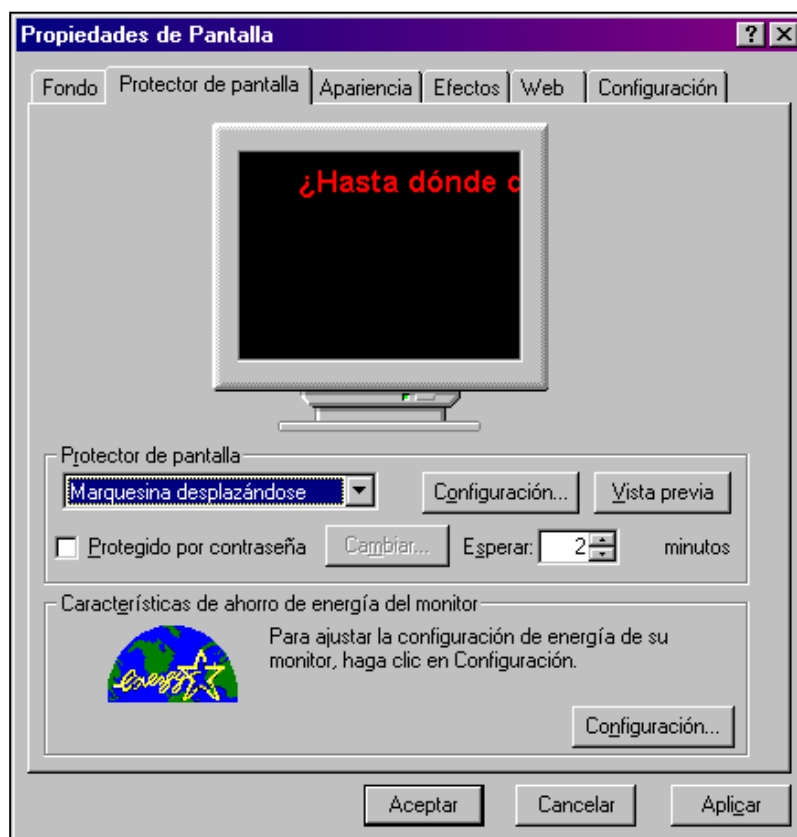 Propiedades de Pantalla
Fondo Protector de pantalla Apariencia Efectos Web Configuración
¿Hasta dónde
Protector de pantalla
Marquesina desplazándose Configuración... Vista previa
Protegido por contraseña Cambiar... Esperar: 2 minutos
Características de ahorro de energía del monitor
energy
Para ajustar la configuración de energía de su
monitor, haga clic en Configuración.
Configuración...
Aceptar Cancelar Aplicar